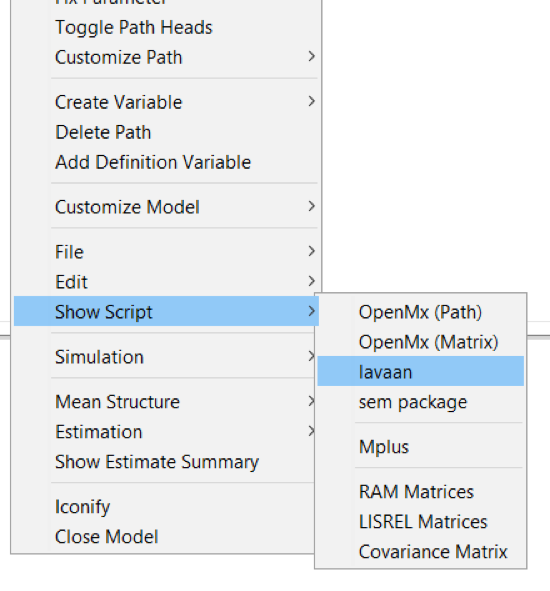 Toggle Path Heads
Customize Path
Create Variable
Delete Path
Add Definition Variable
Customize Model
File
Edit
Show Script
Simulation
Mean Structure
Estimation
Show Estimate Summary
Iconify
Close Model
OpenMx (Path)
OpenMx (Matrix)
lavaan
sem package
Mplus
RAM Matrices
LISREL Matrices
Covariance Matrix